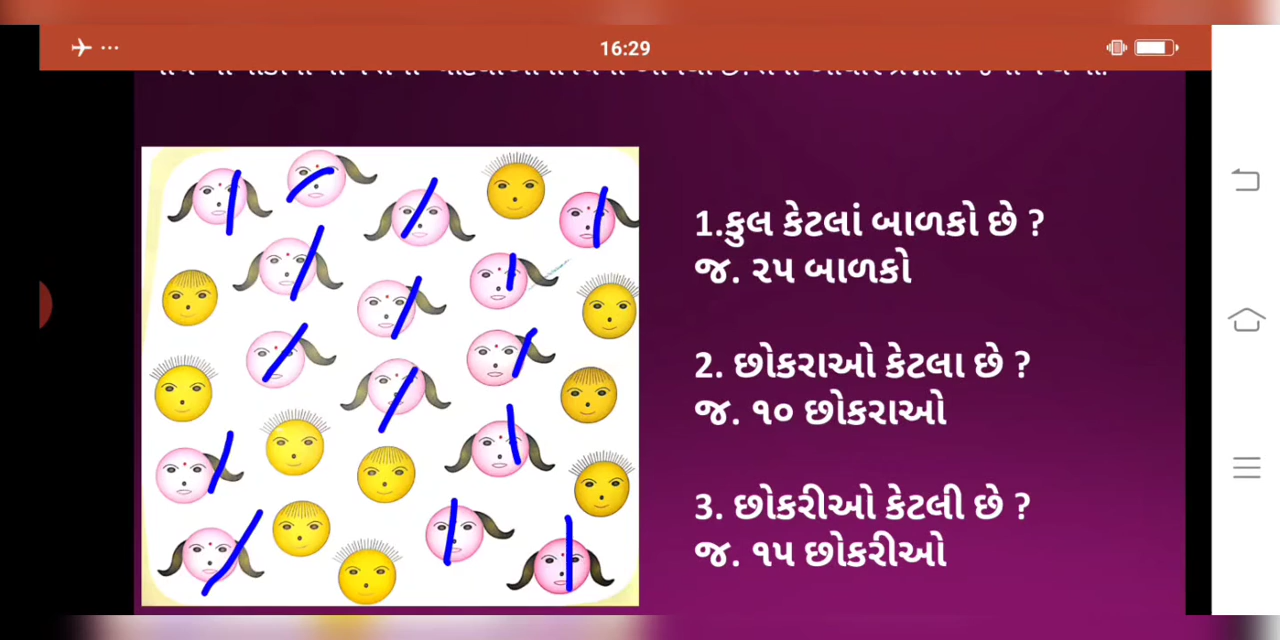 16:29
1.કુલ કેટલાં બાળકો છે ?
જ. ૨૫ બાળકો
2. છોકરાઓ કેટલા છે ?
જ. ૧૦ છોકરાઓ
3. છોકરીઓ કેટલી છે ?
જ. ૧૫ છોકરીઓ